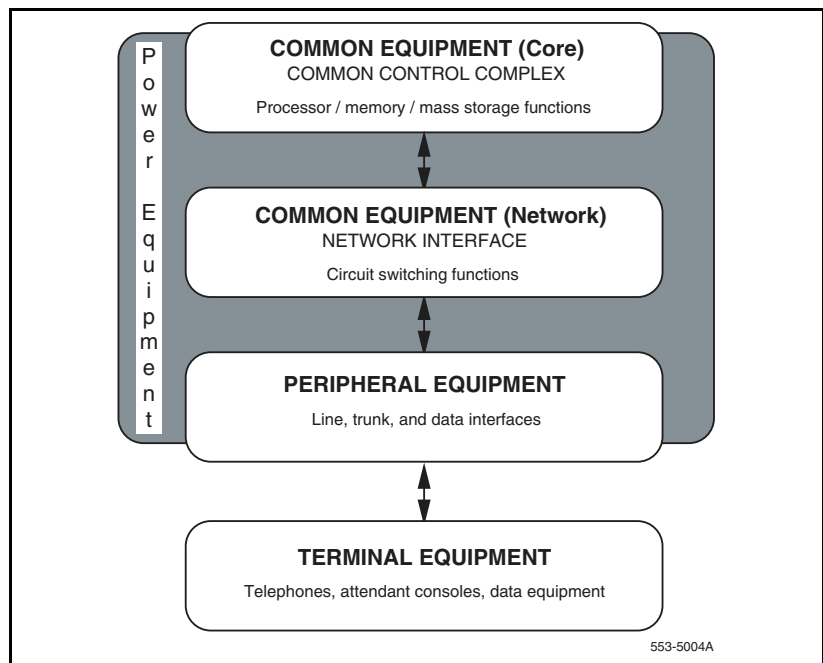 Power Equipment
COMMON EQUIPMENT (Core)
COMMON CONTROL COMPLEX
Processor / memory / mass storage functions
COMMON EQUIPMENT (Network)
NETWORK INTERFACE
Circuit switching functions
PERIPHERAL EQUIPMENT
Line, trunk, and data interfaces
TERMINAL EQUIPMENT
Telephones, attendant consoles, data equipment
553-5004A